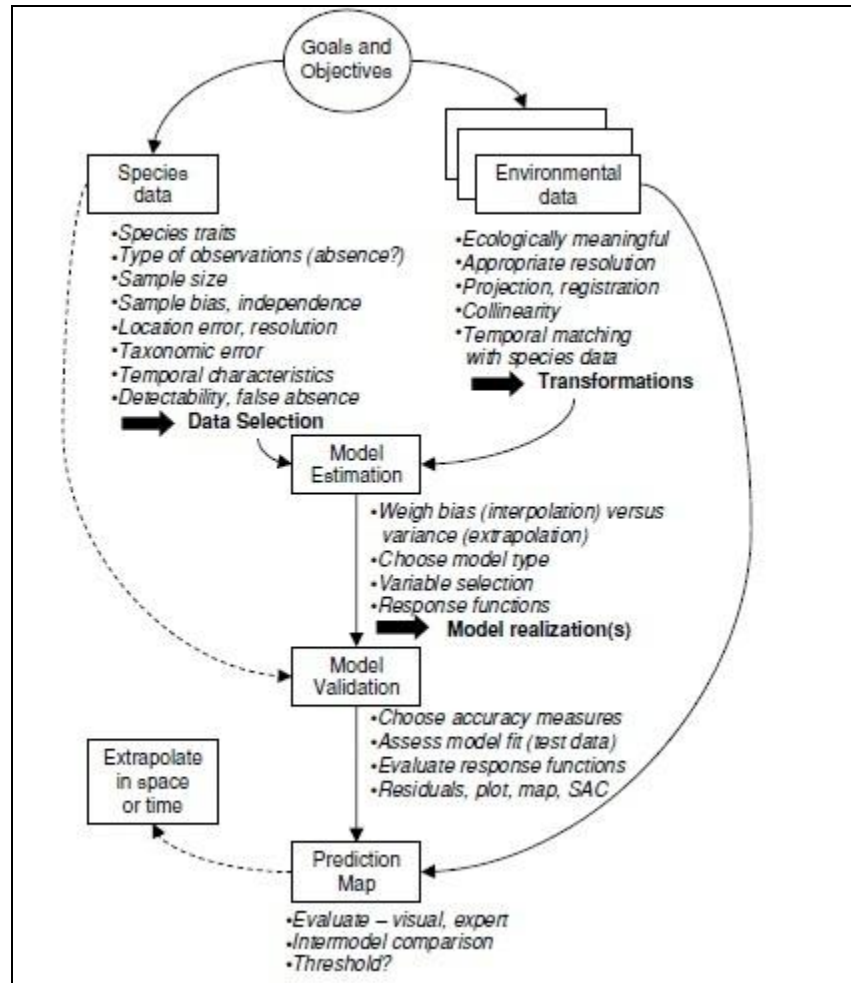 Goals and
Objectives
Species
data
Environmental
data
•Species traits
•Type of observations (absence?)
•Sample size
•Sample bias, independence
•Location error, resolution
•Taxonomic error
•Temporal characteristics
•Detectability, false absence
Data Selection
•Ecologically meaningful
•Appropriate resolution
•Projection, registration
•Collinearity
•Temporal matching
with species data
Transformations
Model
Estimation
•Weigh bias (interpolation) versus
variance (extrapolation)
•Choose model type
•Variable selection
•Response functions
Model realization(s)
Model
Validation
•Choose accuracy measures
•Assess model fit (test data)
•Evaluate response functions
•Residuals, plot, map, SAC
Extrapolate
in space
or time
Prediction
Map
•Evaluate – visual, expert
•Intermodel comparison
•Threshold?